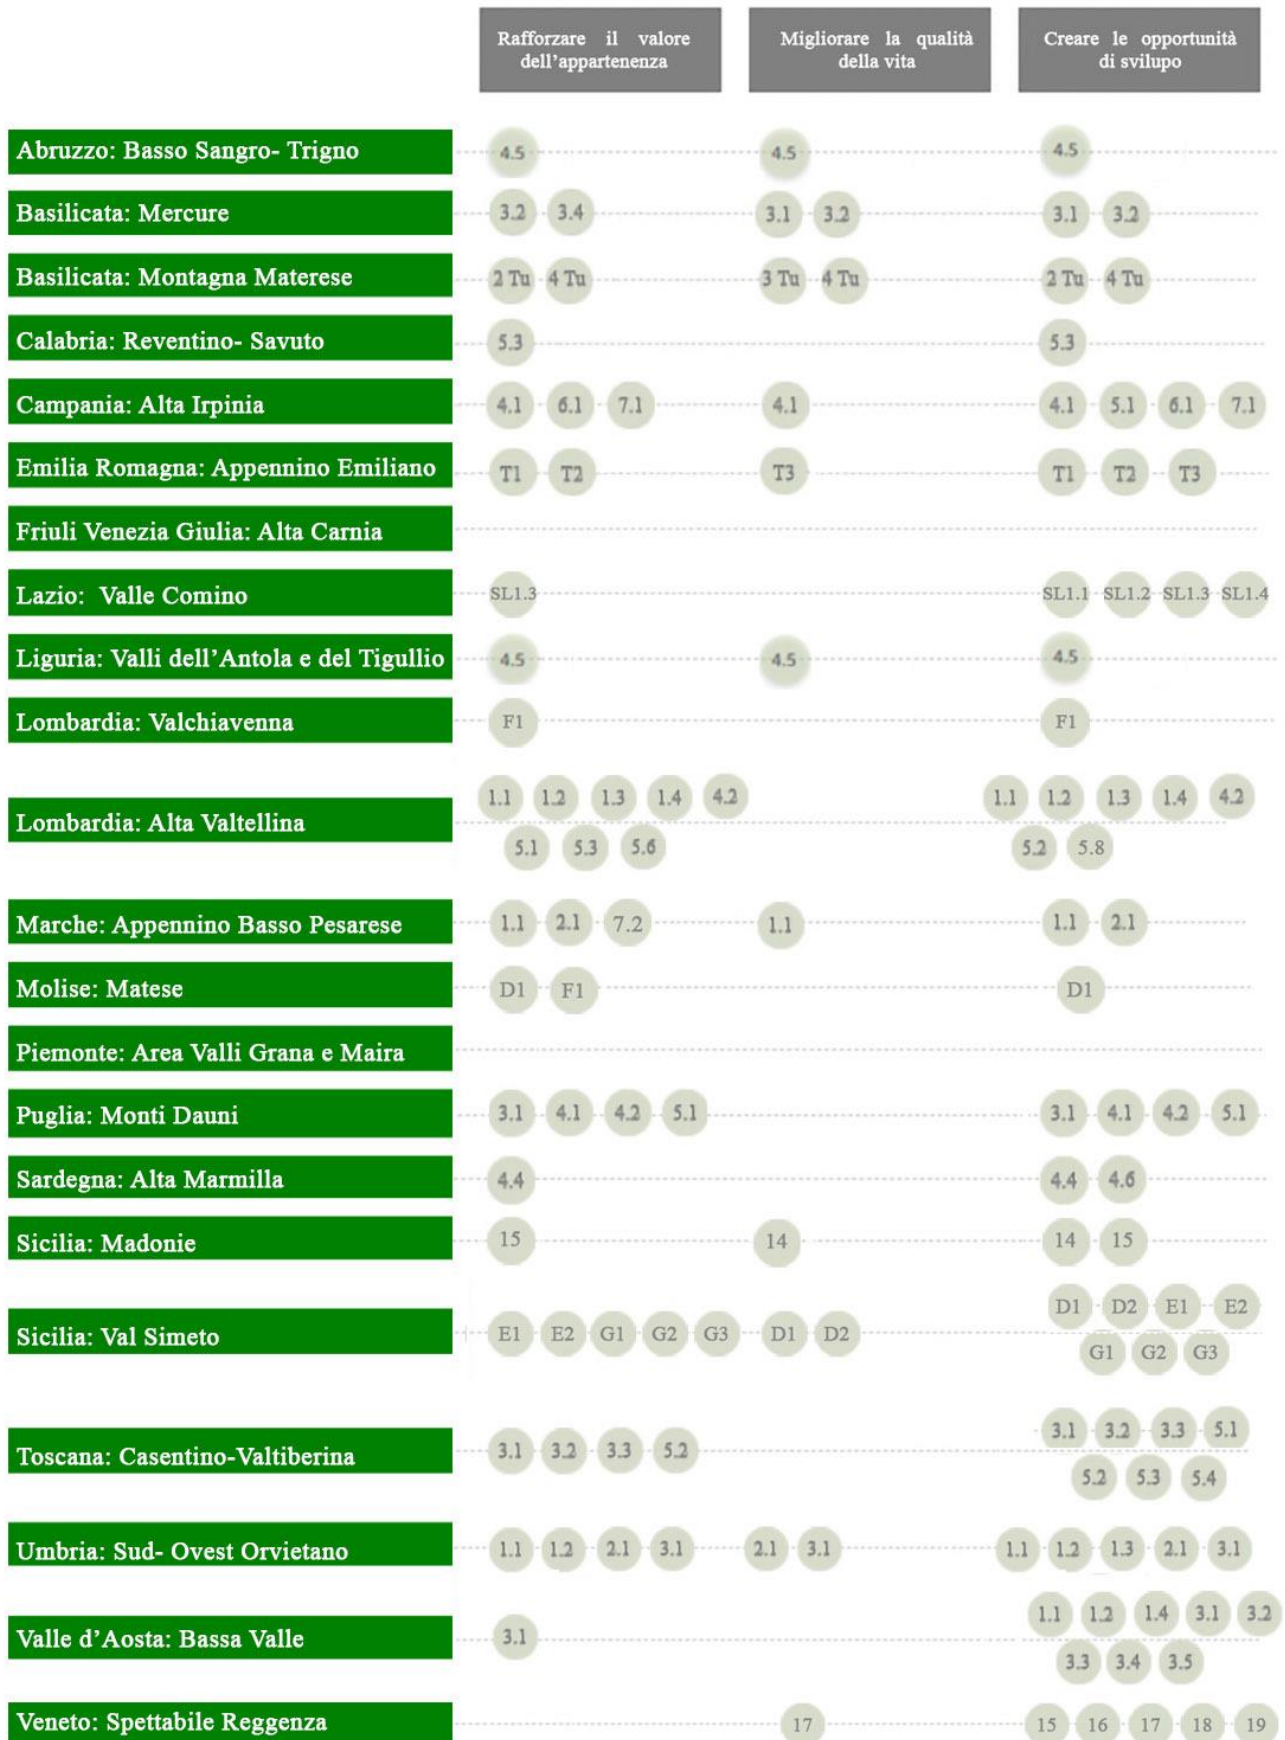 Rafforzare il valore
dell'appartenenza
Migliorare la qualità
della vita
Creare le opportunità
di svilupo
Abruzzo: Basso Sangro- Trigno
4.5
4.5
4.5
Basilicata: Mercure
3.2 3.4
3.1 3.2
3.1 3.2
Basilicata: Montagna Materese
2 Tu 4 Tu
3 Tu 4 Tu
2 Tu 4 Tu
Calabria: Reventino- Savuto
5.3
5.3
Campania: Alta Irpinia
4.1 6.1 7.1
4.1
4.1 5.1 6.1 7.1
Emilia Romagna: Appennino Emiliano
T1 T2
T3
T1 T2 T3
Friuli Venezia Giulia: Alta Carnia
Lazio: Valle Comino
SL1.3
SL1.1 SL1.2 SL1.3 SL1.4
Liguria: Valli dell'Antola e del Tigullio
4.5
4.5
4.5
Lombardia: Valchiavenna
F1
F1
Lombardia: Alta Valtellina
1.1 1.2 1.3 1.4 4.2
5.1 5.3 5.6
1.1 1.2 1.3 1.4 4.2
5.2 5.8
Marche: Appennino Basso Pesarese
1.1 2.1 7.2
1.1
1.1 2.1
Molise: Matese
D1 F1
D1
Piemonte: Area Valli Grana e Maira
Puglia: Monti Dauni
3.1 4.1 4.2 5.1
3.1 4.1 4.2 5.1
Sardegna: Alta Marmilla
4.4
4.4 4.6
Sicilia: Madonie
15
14
14 15
Sicilia: Val Simeto
E1 E2 G1 G2 G3
D1 D2
D1 D2 E1 E2
G1 G2 G3
Toscana: Casentino-Valtiberina
3.1 3.2 3.3 5.2
3.1 3.2 3.3 5.1
5.2 5.3 5.4
Umbria: Sud- Ovest Orvietano
1.1 1.2 2.1 3.1
2.1 3.1
1.1 1.2 1.3 2.1 3.1
Valle d'Aosta: Bassa Valle
3.1
1.1 1.2 1.4 3.1 3.2
3.3 3.4 3.5
Veneto: Spettabile Reggenza
17
15 16 17 18 19